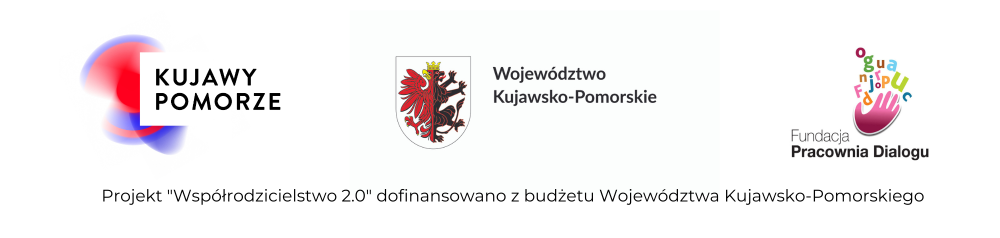 KUJAWY
POMORZE
Województwo
Kujawsko-Pomorskie
Fundacja
Pracownia Dialogu
Projekt "Współrodzicielstwo 2.0" dofinansowano z budżetu Województwa Kujawsko-Pomorskiego